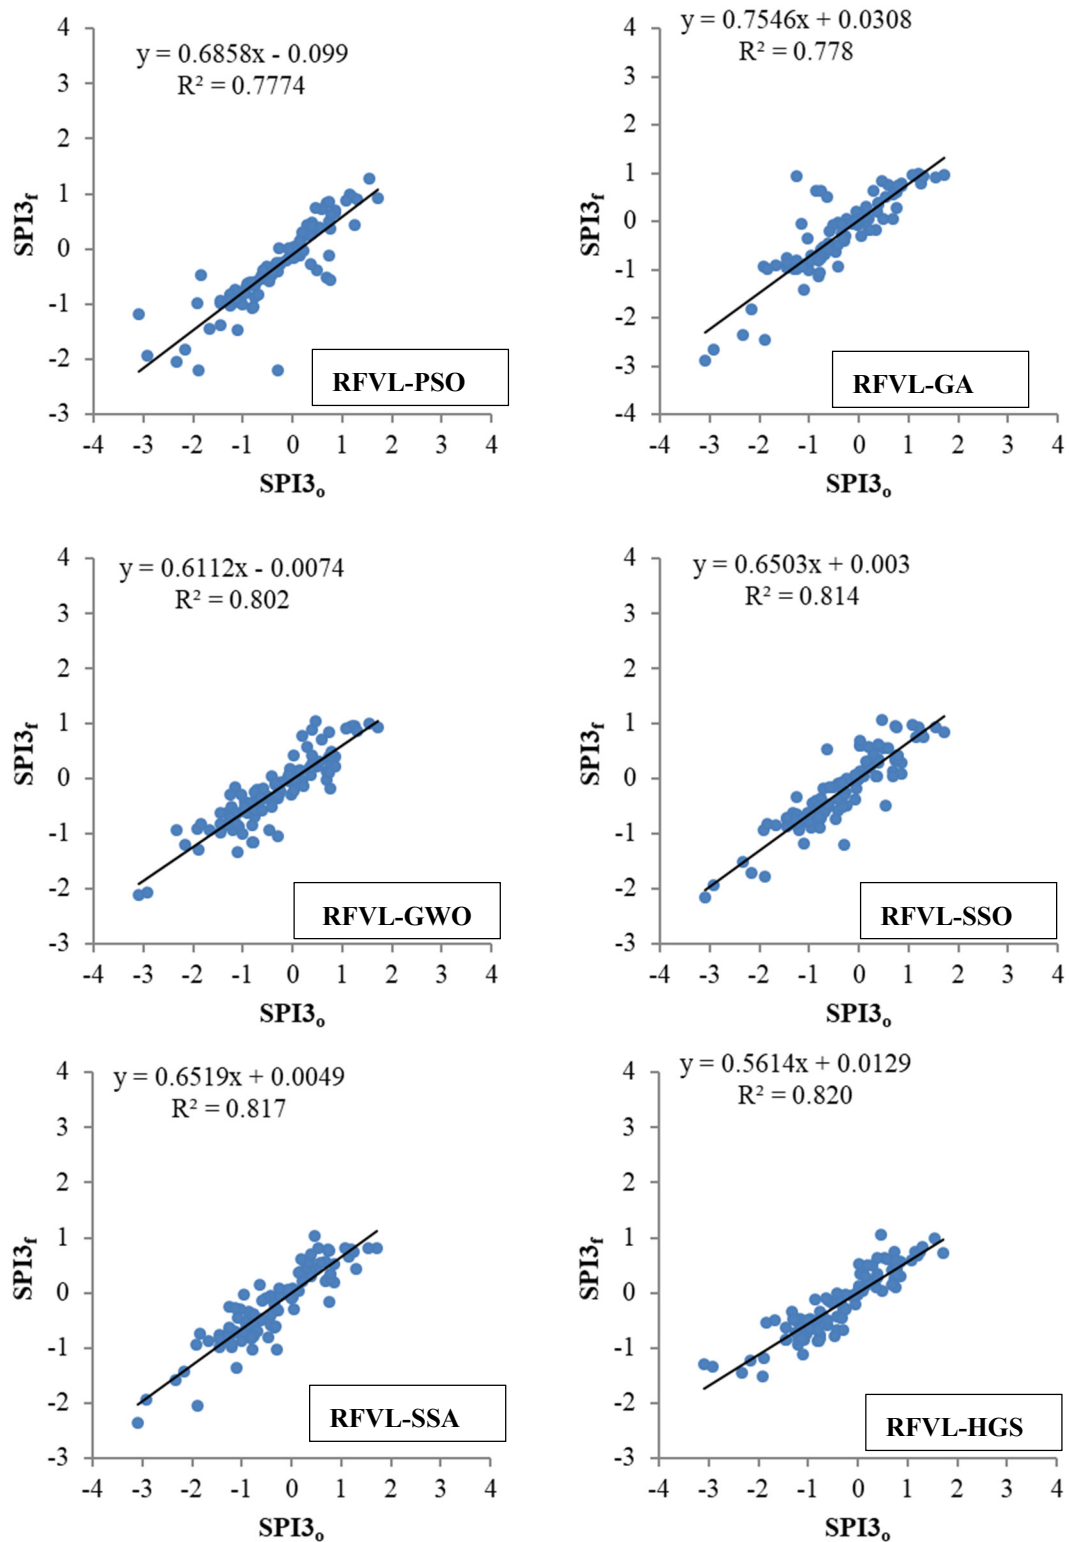 y = 0.6858x - 0.099
R² = 0.7774
4
3
2
1
0
-1
-2
-3
SPI3f
-4 -3 -2 -1 0 1 2 3 4
SPI3o
RFVL-PSO
y = 0.7546x + 0.0308
R² = 0.778
4
3
2
1
0
-1
-2
-3
-4
SPI3f
-4 -3 -2 -1 0 1 2 3 4
SPI3o
RFVL-GA
y = 0.6112x - 0.0074
R² = 0.802
4
3
2
1
0
-1
-2
-3
SPI3f
-4 -3 -2 -1 0 1 2 3 4
SPI3o
RFVL-GWO
y = 0.6503x + 0.003
R² = 0.814
4
3
2
1
0
-1
-2
-3
SPI3f
-4 -3 -2 -1 0 1 2 3 4
SPI3o
RFVL-SSO
y = 0.6519x + 0.0049
R² = 0.817
4
3
2
1
0
-1
-2
-3
SPI3f
-4 -3 -2 -1 0 1 2 3 4
SPI3o
RFVL-SSA
y = 0.5614x + 0.0129
R² = 0.820
4
3
2
1
0
-1
-2
-3
SPI3f
-4 -3 -2 -1 0 1 2 3 4
SPI3o
RFVL-HGS